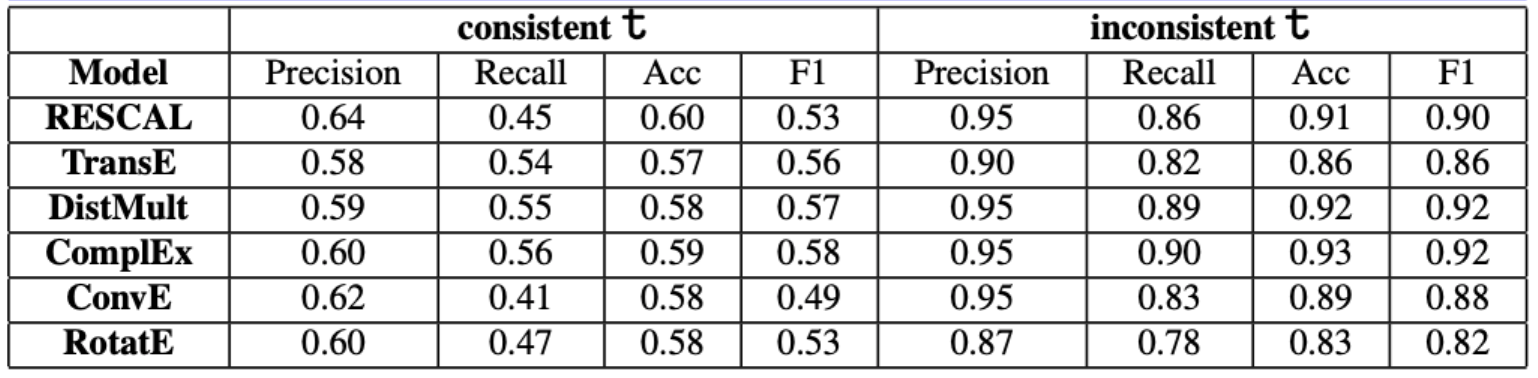 consistent t inconsistent t
Model Precision Recall Acc F1 Precision Recall Acc F1
RESCAL 0.64 0.45 0.60 0.53 0.95 0.86 0.91 0.90
TransE 0.58 0.54 0.57 0.56 0.90 0.82 0.86 0.86
DistMult 0.59 0.55 0.58 0.57 0.95 0.89 0.92 0.92
ComplEx 0.60 0.56 0.59 0.58 0.95 0.90 0.93 0.92
ConvE 0.62 0.41 0.58 0.49 0.95 0.83 0.89 0.88
RotatE 0.60 0.47 0.58 0.53 0.87 0.78 0.83 0.82